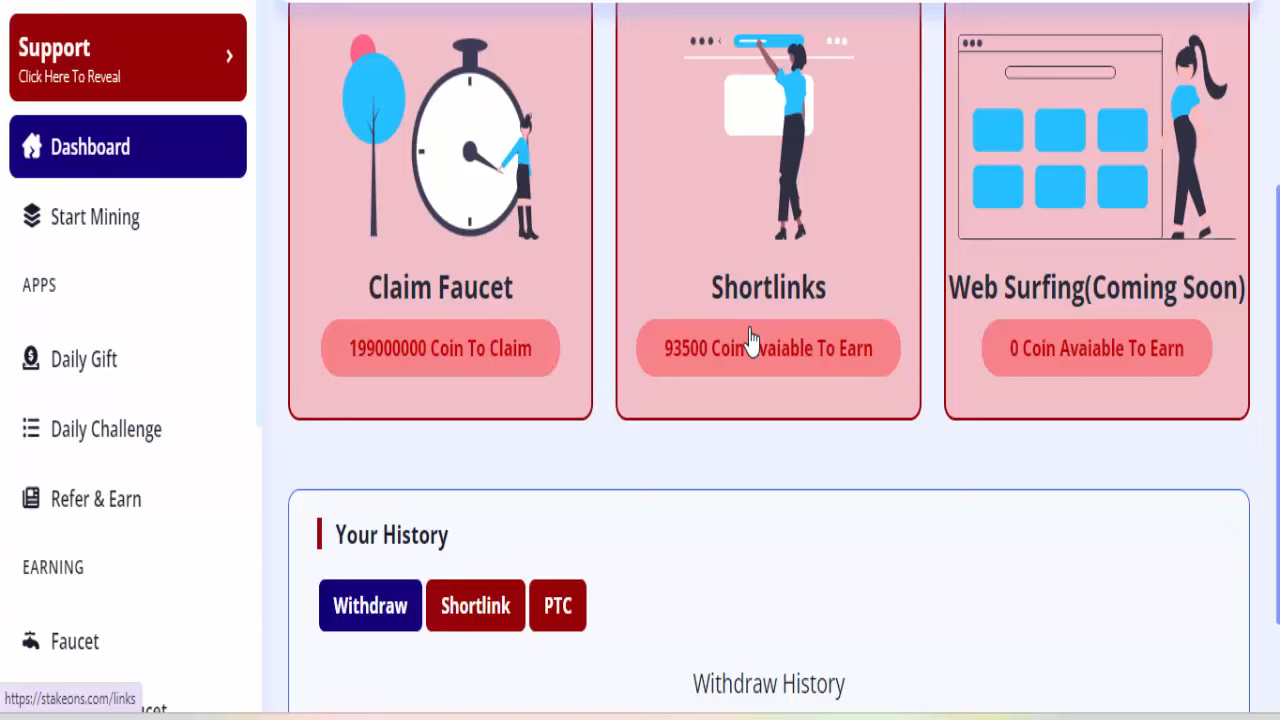 Support
Click Here To Reveal
Dashboard
Start Mining
APPS
Daily Gift
Daily Challenge
Refer & Earn
EARNING
Faucet
https://stakeons.com/links
Claim Faucet
199000000 Coin To Claim
Shortlinks
93500 Coin vaiable To Earn
Web Surfing(Coming Soon)
0 Coin Avaiable To Earn
Your History
Withdraw
Shortlink
PTC
Withdraw History